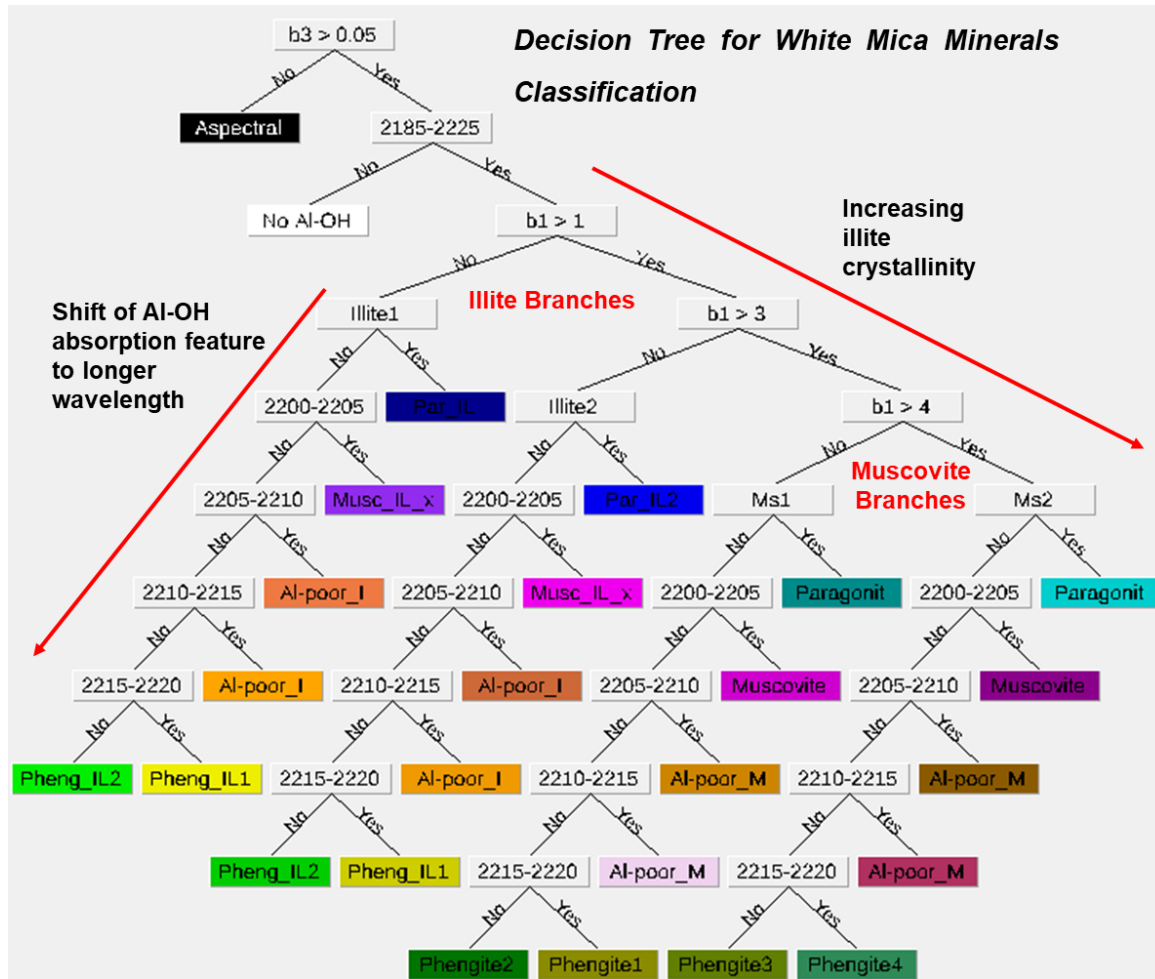 b3 > 0.05
Decision Tree for White Mica Minerals
Classification
No
Yes
Aspectral
2185-2225
No
Yes
No Al-OH
b1 > 1
Increasing
illite
crystallinity
No
Yes
Shift of Al-OH
absorption feature
to longer
wavelength
Illite1
Illite Branches
b1 > 3
No
Yes
No
Yes
2200-2205
Par_IL
Illite2
b1 > 4
No
Yes
No
Yes
No
Yes
Muscovite
Branches
2205-2210
Musc_IL_x
2200-2205
Par_IL2
Ms1
Ms2
No
Yes
No
Yes
No
Yes
No
Yes
2210-2215
Al-poor_I
2205-2210
Musc_IL_x
2200-2205
Paragonit
2200-2205
Paragonit
No
Yes
No
Yes
No
Yes
No
Yes
2215-2220
Al-poor_I
2210-2215
Al-poor_I
2205-2210
Muscovite
2205-2210
Muscovite
No
Yes
No
Yes
No
Yes
No
Yes
Pheng_IL2
Pheng_IL1
2215-2220
Al-poor_I
2210-2215
Al-poor_M
2210-2215
Al-poor_M
No
Yes
No
Yes
No
Yes
Pheng_IL2
Pheng_IL1
2215-2220
Al-poor_M
2215-2220
Al-poor_M
No
Yes
No
Yes
Phengite2
Phengite1
Phengite3
Phengite4